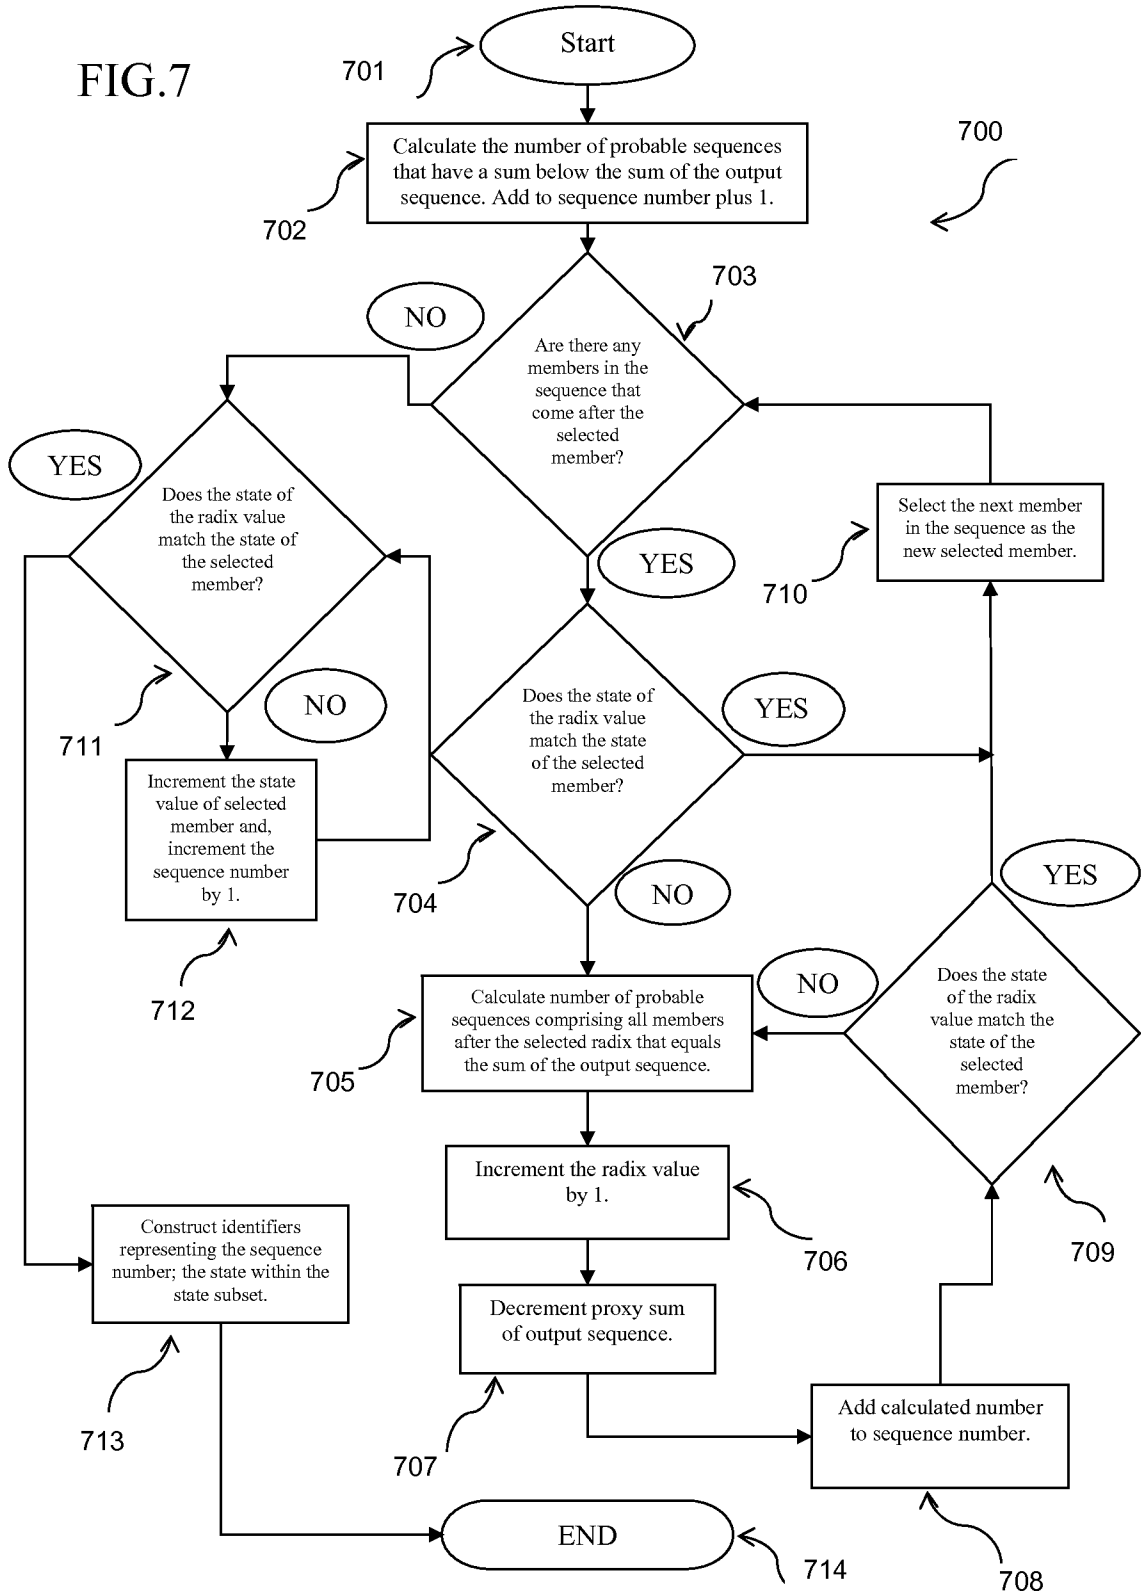 FIG.7
701
Start
700
Calculate the number of probable sequences
that have a sum below the sum of the output
sequence. Add to sequence number plus 1.
702
703
NO
Are there any
members in the
sequence that
come after the
selected
member?
YES
Does the state of
the radix value
match the state of
the selected
member?
711
NO
YES
Select the next member
in the sequence as the
new selected member.
710
Does the state of
the radix value
match the state
of the selected
member?
704
YES
NO
Increment the state
value of selected
member and,
increment the
sequence number
by 1.
712
Calculate number of probable
sequences comprising all members
after the selected radix that equals
the sum of the output sequence.
705
NO
YES
Does the state
of the radix
value match the
state of the
selected
member?
709
Increment the radix value
by 1.
706
Construct identifiers
representing the sequence
number; the state within the
state subset.
713
Decrement proxy sum
of output sequence.
707
Add calculated number
to sequence number.
708
END
714